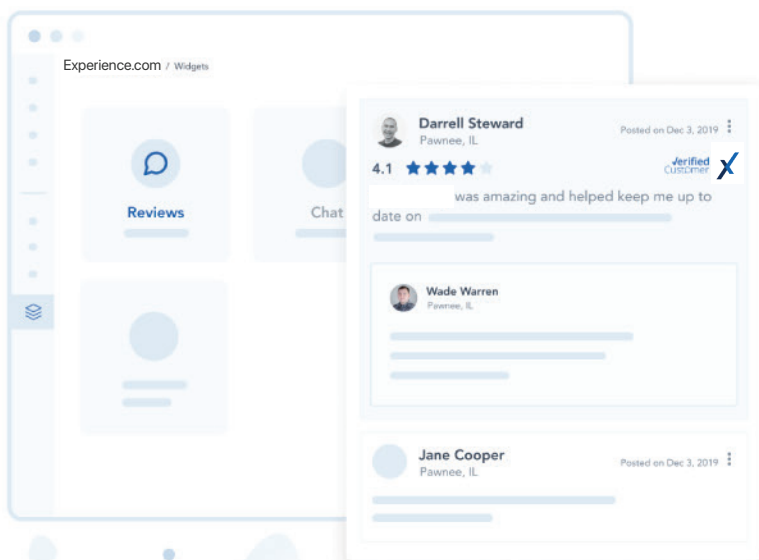 Experience.com / Widgets
Reviews
Chat
Darrell Steward
Pawnee, IL
Posted on Dec 3, 2019
4.1
Verified
Customer
X
was amazing and helped keep me up to
date on
Wade Warren
Pawnee, IL
Jane Cooper
Pawnee, IL
Posted on Dec 3, 2019